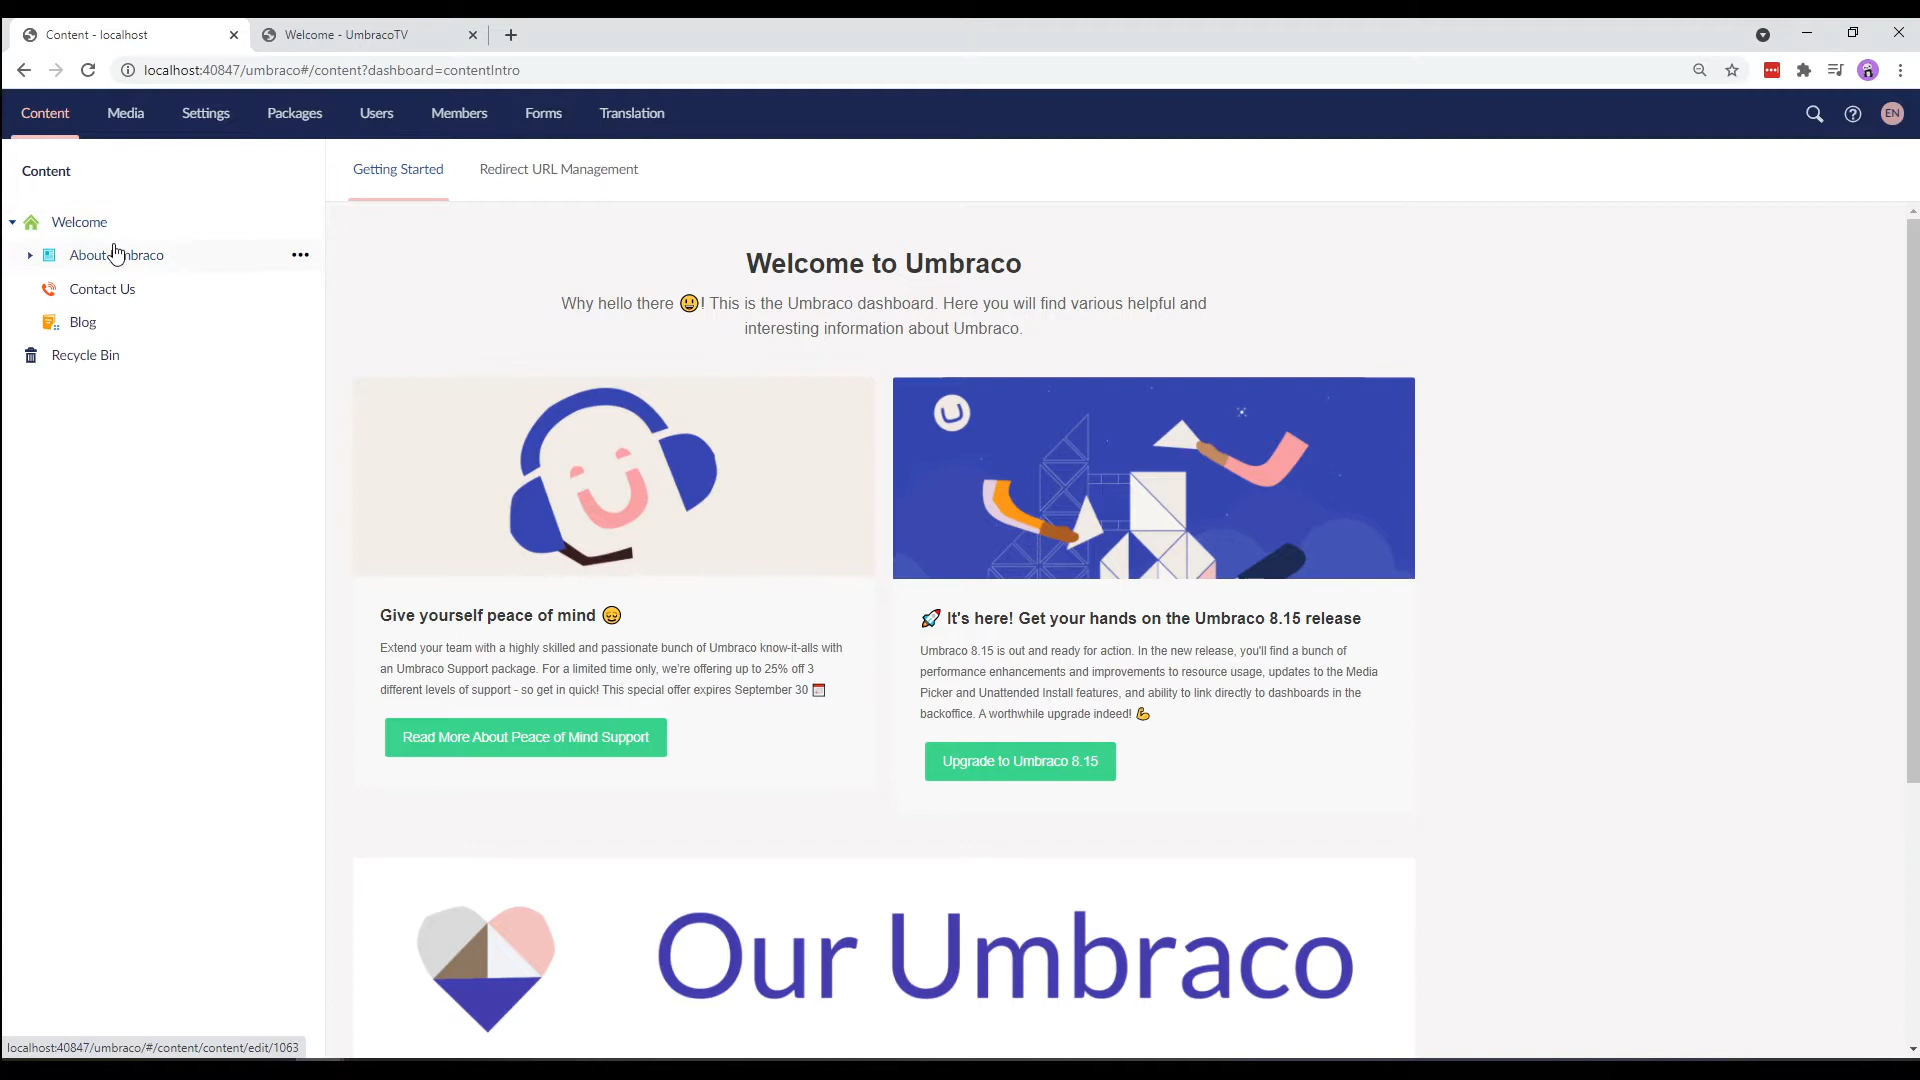 Content - localhost
Welcome - UmbracoTV
localhost:40847/umbraco#/content?dashboard=contentIntro
Content Media Settings Packages Users Members Forms Translation EN
Content
Getting Started Redirect URL Management
Welcome
About Umbraco
Contact Us
Blog
Recycle Bin
Welcome to Umbraco
Why hello there 😃! This is the Umbraco dashboard. Here you will find various helpful and
interesting information about Umbraco.
Give yourself peace of mind 😌
Extend your team with a highly skilled and passionate bunch of Umbraco know-it-alls with
an Umbraco Support package. For a limited time only, we're offering up to 25% off 3
different levels of support - so get in quick! This special offer expires September 30 📅
Read More About Peace of Mind Support
🚀 It's here! Get your hands on the Umbraco 8.15 release
Umbraco 8.15 is out and ready for action. In the new release, you'll find a bunch of
performance enhancements and improvements to resource usage, updates to the Media
Picker and Unattended Install features, and ability to link directly to dashboards in the
backoffice. A worthwhile upgrade indeed! 💪
Upgrade to Umbraco 8.15
Our Umbraco
localhost:40847/umbraco/#/content/content/edit/1063